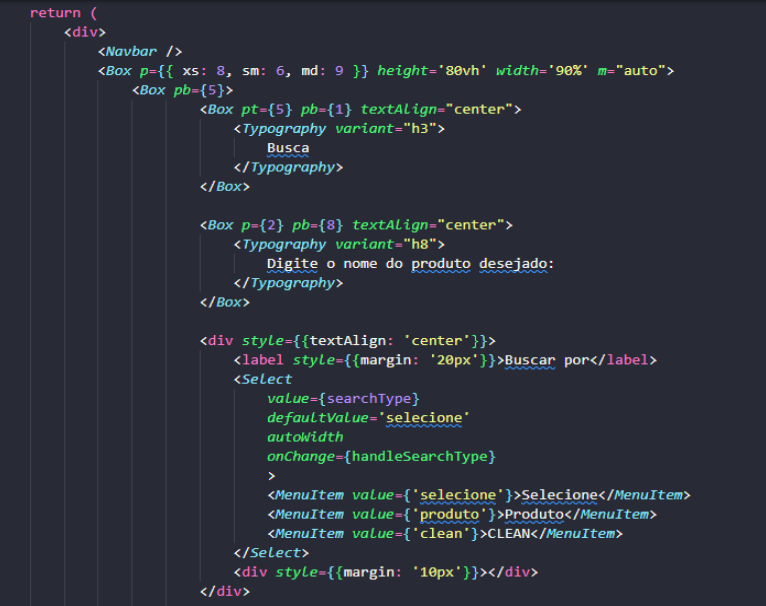 return (
<div>
<Navbar />
<Box p={{ xs: 8, sm: 6, md: 9 }} height='80vh' width='90%' m="auto">
<Box pb={5}>
<Box pt={5} pb={1} textAlign="center">
<Typography variant="h3">
Busca
</Typography>
</Box>
<Box p={2} pb={8} textAlign="center">
<Typography variant="h8">
Digite o nome do produto desejado:
</Typography>
</Box>
<div style={{textAlign: 'center'}}>
<label style={{margin: '20px'}}>Buscar por</label>
<Select
value={searchType}
defaultValue='selecione'
autoWidth
onChange={handleSearchType}
>
<MenuItem value={'selecione'}>Selecione</MenuItem>
<MenuItem value={'produto'}>Produto</MenuItem>
<MenuItem value={'clean'}>CLEAN</MenuItem>
</Select>
<div style={{margin: '10px'}}></div>
</div>